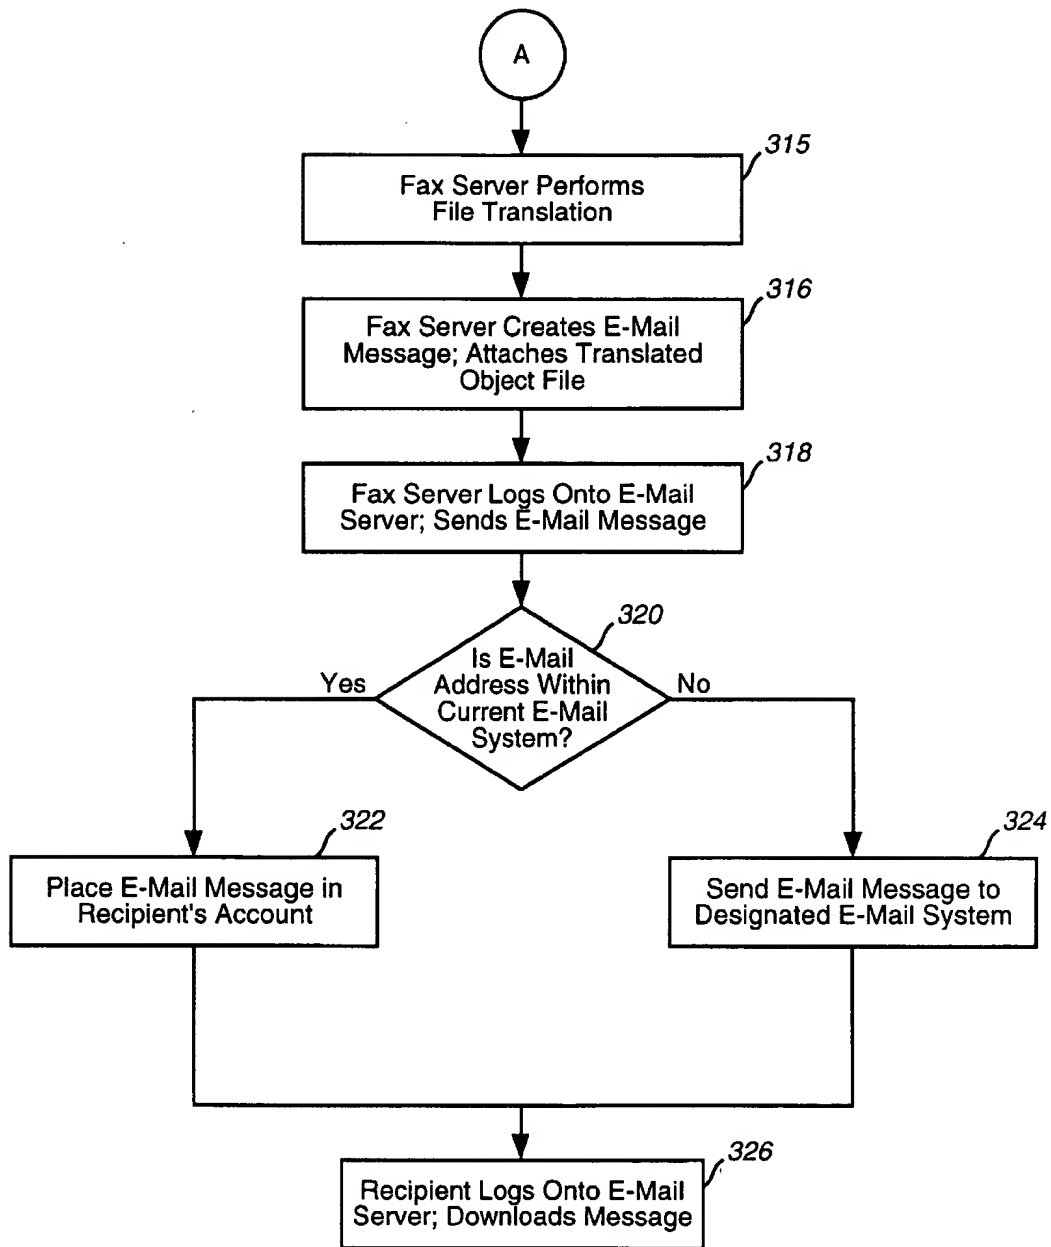 A
315
Fax Server Performs
File Translation
316
Fax Server Creates E-Mail
Message; Attaches Translated
Object File
318
Fax Server Logs Onto E-Mail
Server; Sends E-Mail Message
320
Is E-Mail
Address Within
Current E-Mail
System?
Yes
No
322
Place E-Mail Message in
Recipient's Account
324
Send E-Mail Message to
Designated E-Mail System
326
Recipient Logs Onto E-Mail
Server; Downloads Message